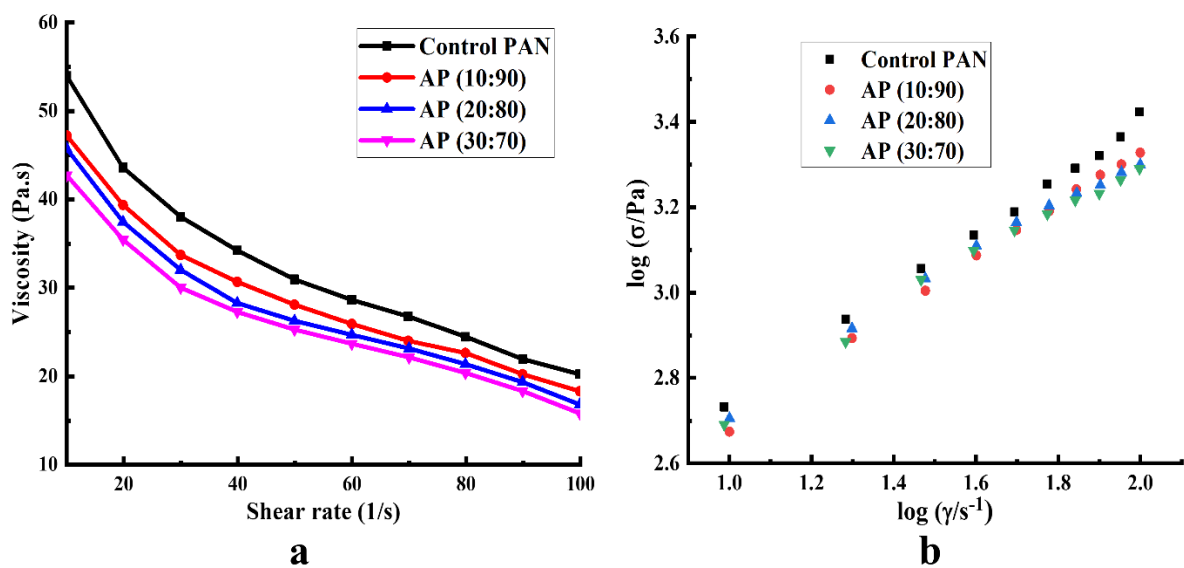 60
50
40
30
20
10
20
40
60
80
100
Viscosity (Pa.s)
Shear rate (1/s)
Control PAN
AP (10:90)
AP (20:80)
AP (30:70)
a
3.6
3.4
3.2
3.0
2.8
2.6
1.0
1.2
1.4
1.6
1.8
2.0
log (σ/Pa)
log (γ/s⁻¹)
Control PAN
AP (10:90)
AP (20:80)
AP (30:70)
b